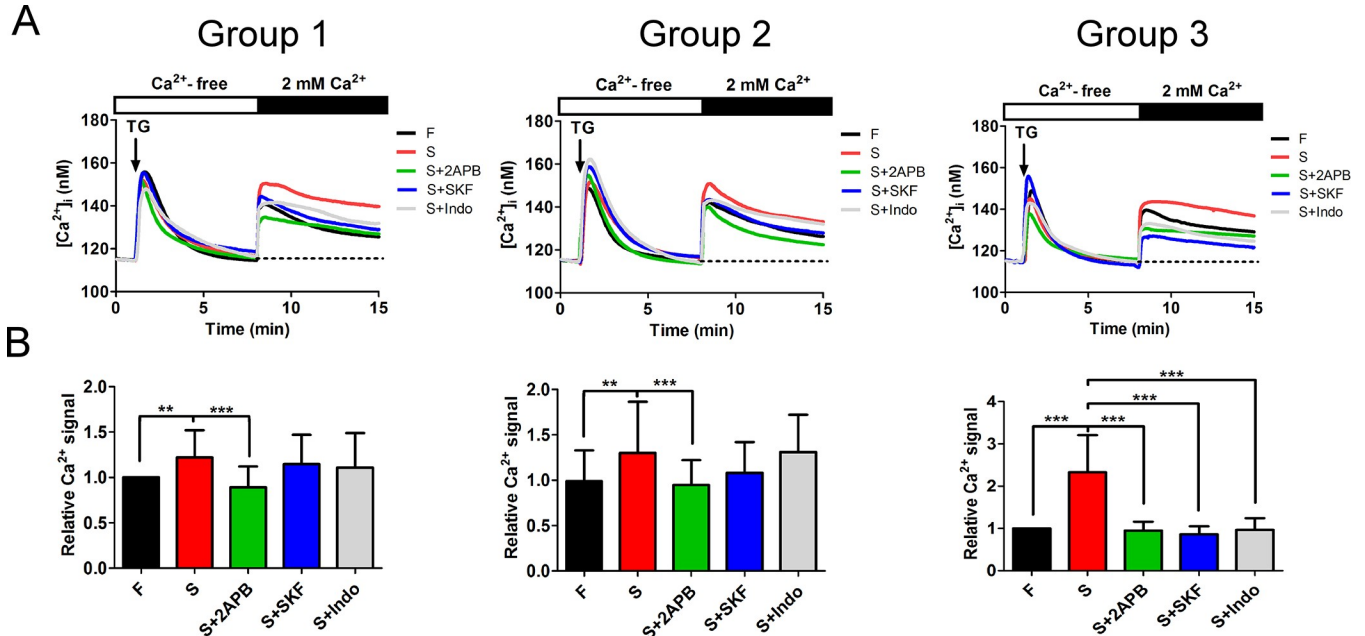 A
Group 1
Group 2
Group 3
Ca²⁺- free
2 mM Ca²⁺
Ca²⁺- free
2 mM Ca²⁺
Ca²⁺- free
2 mM Ca²⁺
[Ca²⁺]i (nM)
180
160
140
120
100
TG
F
S
S+2APB
S+SKF
S+Indo
0
5
10
15
Time (min)
[Ca²⁺]i (nM)
180
160
140
120
100
TG
F
S
S+2APB
S+SKF
S+Indo
0
5
10
15
Time (min)
[Ca²⁺]i (nM)
180
160
140
120
100
TG
F
S
S+2APB
S+SKF
S+Indo
0
5
10
15
Time (min)
B
Relative Ca²⁺ signal
2.0
1.5
1.0
0.5
0.0
**
***
F
S
S+2APB
S+SKF
S+Indo
Relative Ca²⁺ signal
2.0
1.5
1.0
0.5
0.0
**
***
F
S
S+2APB
S+SKF
S+Indo
Relative Ca²⁺ signal
4
3
2
1
0
***
***
***
***
F
S
S+2APB
S+SKF
S+Indo